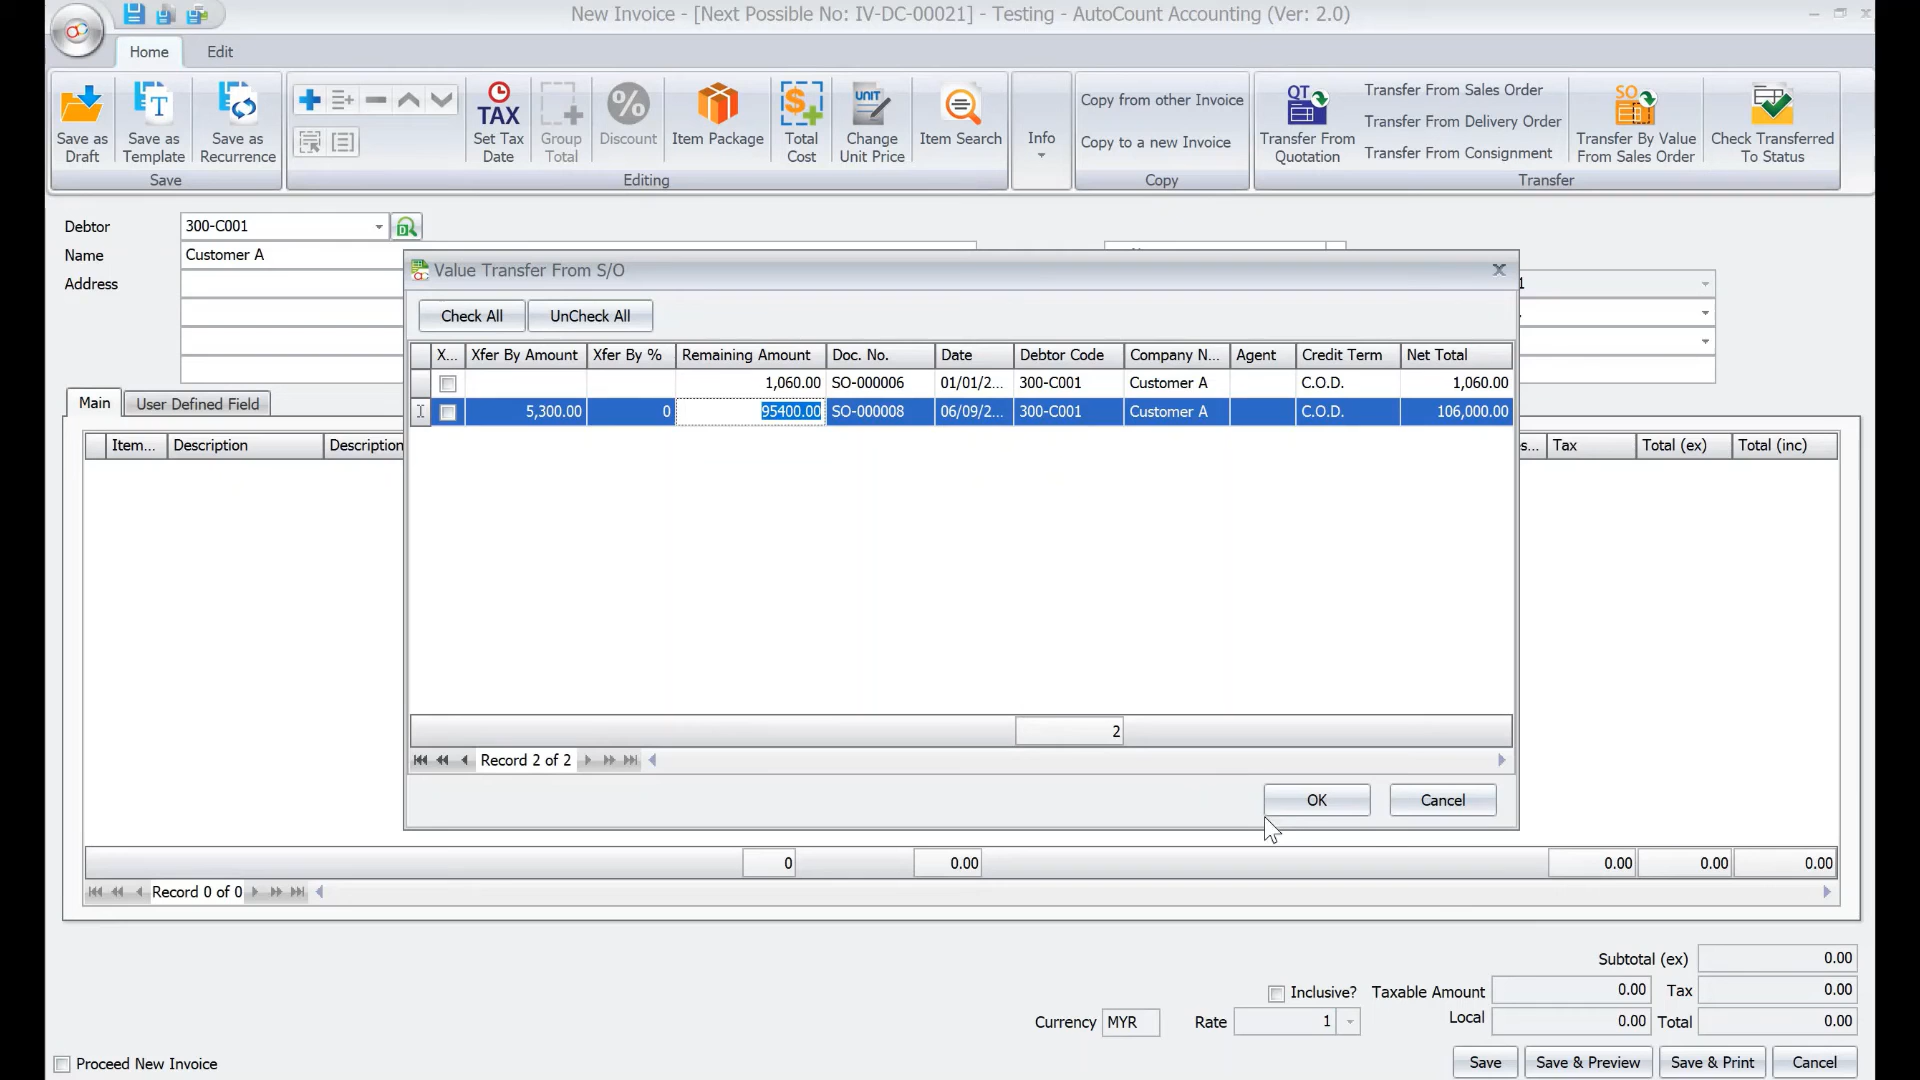 New Invoice - [Next Possible No: IV-DC-00021] - Testing - AutoCount Accounting (Ver: 2.0)
Home Edit
Save as Draft
Save as Template
Save as Recurrence
Save
TAX
Set Tax Date
Group Total
Discount
Item Package
Total Cost
UNIT
Change Unit Price
Item Search
Editing
Info
Copy from other Invoice
Copy to a new Invoice
Copy
QT
Transfer From Quotation
Transfer From Sales Order
Transfer From Delivery Order
Transfer From Consignment
SO
Transfer By Value From Sales Order
Check Transferred To Status
Transfer
Debtor 300-C001
Name Customer A
Address
Value Transfer From S/O
Check All UnCheck All
X... Xfer By Amount Xfer By % Remaining Amount Doc. No. Date Debtor Code Company N... Agent Credit Term Net Total
1,060.00 SO-000006 01/01/2... 300-C001 Customer A C.O.D. 1,060.00
5,300.00 0 95400.00 SO-000008 06/09/2... 300-C001 Customer A C.O.D. 106,000.00
2
Record 2 of 2
OK Cancel
Main User Defined Field
Item... Description Description s... Tax Total (ex) Total (inc)
0 0.00 0.00 0.00 0.00
Record 0 of 0
Subtotal (ex) 0.00
Inclusive? Taxable Amount 0.00 Tax 0.00
Currency MYR Rate 1 Local 0.00 Total 0.00
Proceed New Invoice
Save Save & Preview Save & Print Cancel